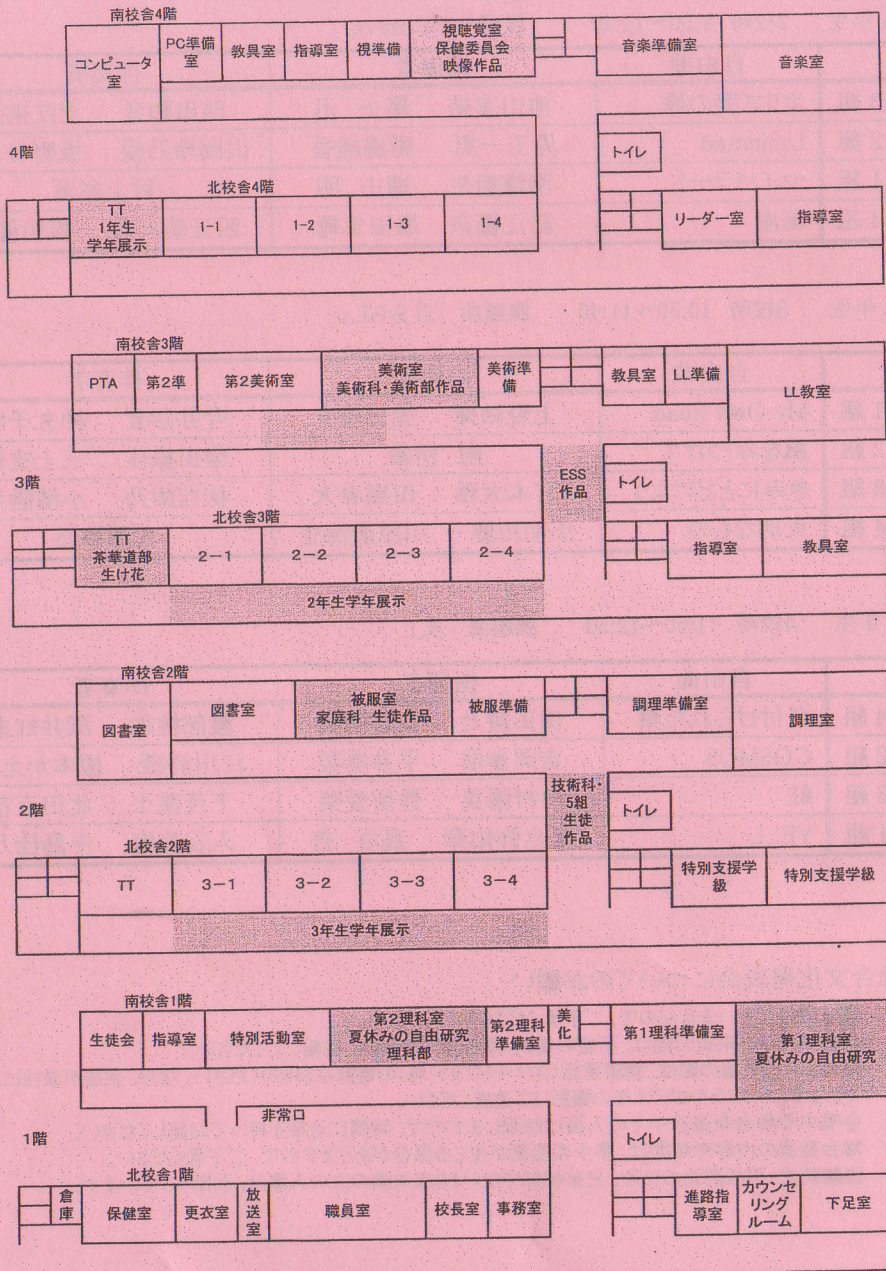 南校舎4階
コンピュータ
室
PC準備
室
教具室
指導室
視準備
視聴覚室
保健委員会
映像作品
音楽準備室
音楽室
4階
トイレ
北校舎4階
TT
1年生
学年展示
1-1
1-2
1-3
1-4
リーダー室
指導室
南校舎3階
PTA
第2準
第2美術室
美術室
美術科・美術部作品
美術準
備
教具室
LL準備
LL教室
3階
ESS
作品
トイレ
北校舎3階
TT
茶華道部
生け花
2-1
2-2
2-3
2-4
指導室
教具室
2年生学年展示
南校舎2階
図書室
図書室
被服室
家庭科 生徒作品
被服準備
調理準備室
調理室
2階
技術科・
5組
生徒
作品
トイレ
北校舎2階
TT
3-1
3-2
3-3
3-4
特別支援学
級
特別支援学級
3年生学年展示
南校舎1階
生徒会
指導室
特別活動室
第2理科室
夏休みの自由研究
理科部
第2理科
準備室
美
化
第1理科準備室
第1理科室
夏休みの自由研究
非常口
1階
トイレ
北校舎1階
倉
庫
保健室
更衣室
放
送
室
職員室
校長室
事務室
進路指
導室
カウンセ
リング
ルーム
下足室